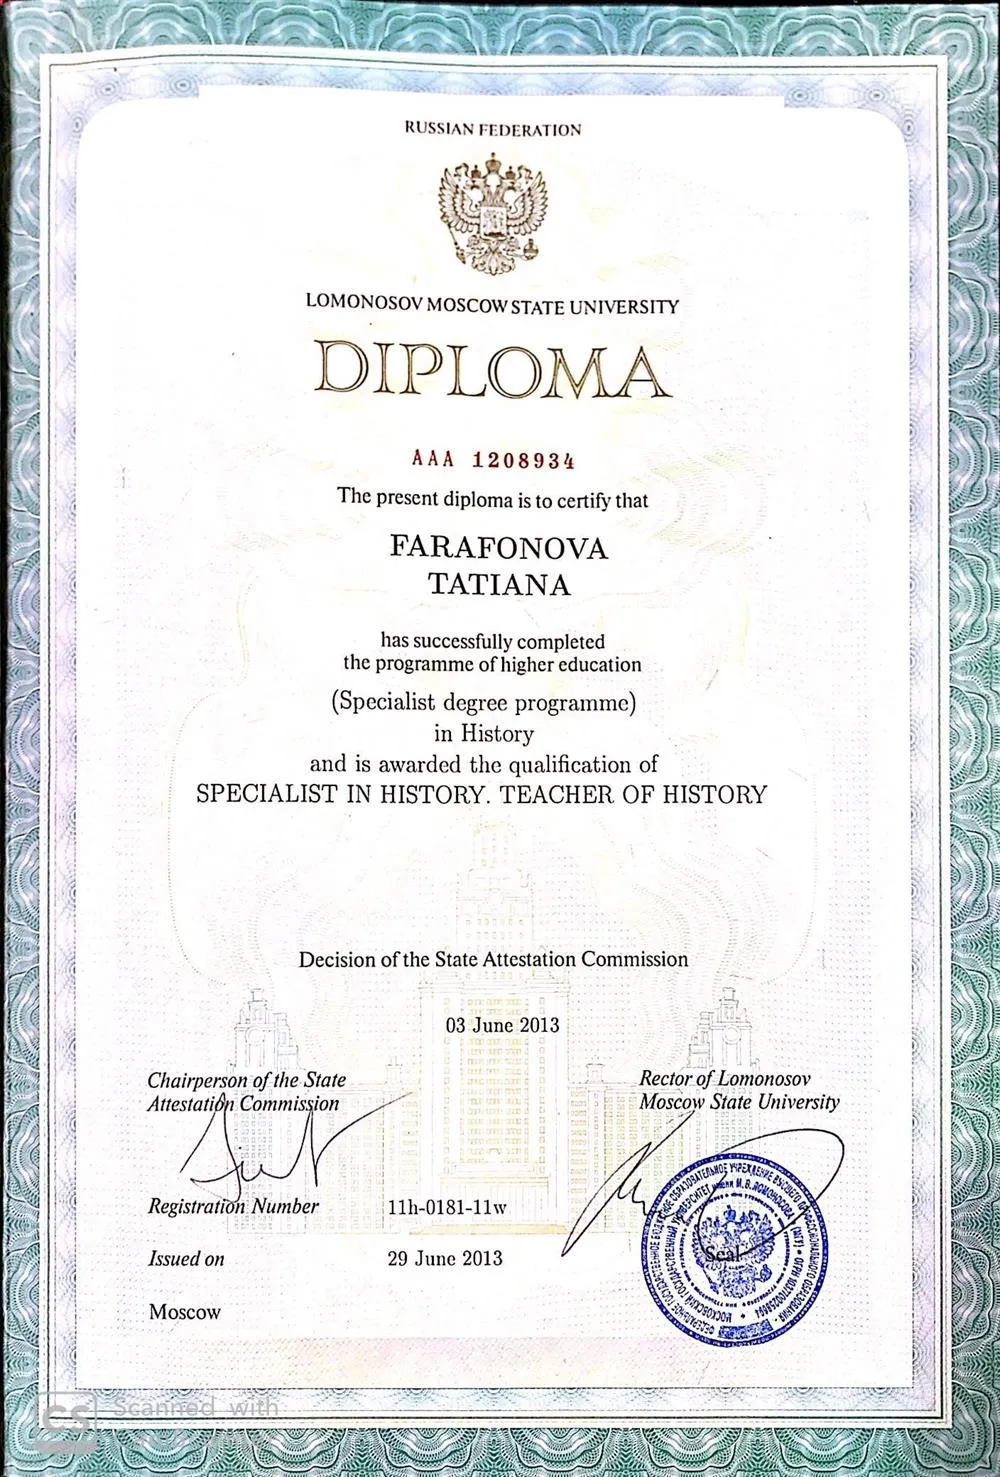 RUSSIAN FEDERATION
LOMONOSOV MOSCOW STATE UNIVERSITY
DIPLOMA
AAA 1208934
The present diploma is to certify that
FARAFONOVA
TATIANA
has successfully completed
the programme of higher education
(Specialist degree programme)
in History
and is awarded the qualification of
SPECIALIST IN HISTORY. TEACHER OF HISTORY
Decision of the State Attestation Commission
03 June 2013
Chairperson of the State
Attestation Commission
Rector of Lomonosov
Moscow State University
Registration Number 11h-0181-11w
Seal
Issued on 29 June 2013
Moscow
CS Scanned with